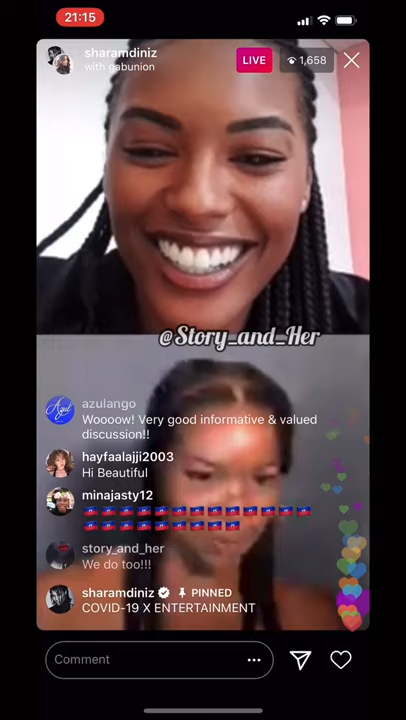 21:15
sharamdiniz
with gabunion
LIVE
1,658
@Story_and_Her
azulango
Woooow! Very good informative & valued
discussion!!
hayfaalajji2003
Hi Beautiful
minajasty12
story_and_her
We do too!!!
sharamdiniz PINNED
COVID-19 X ENTERTAINMENT
Comment